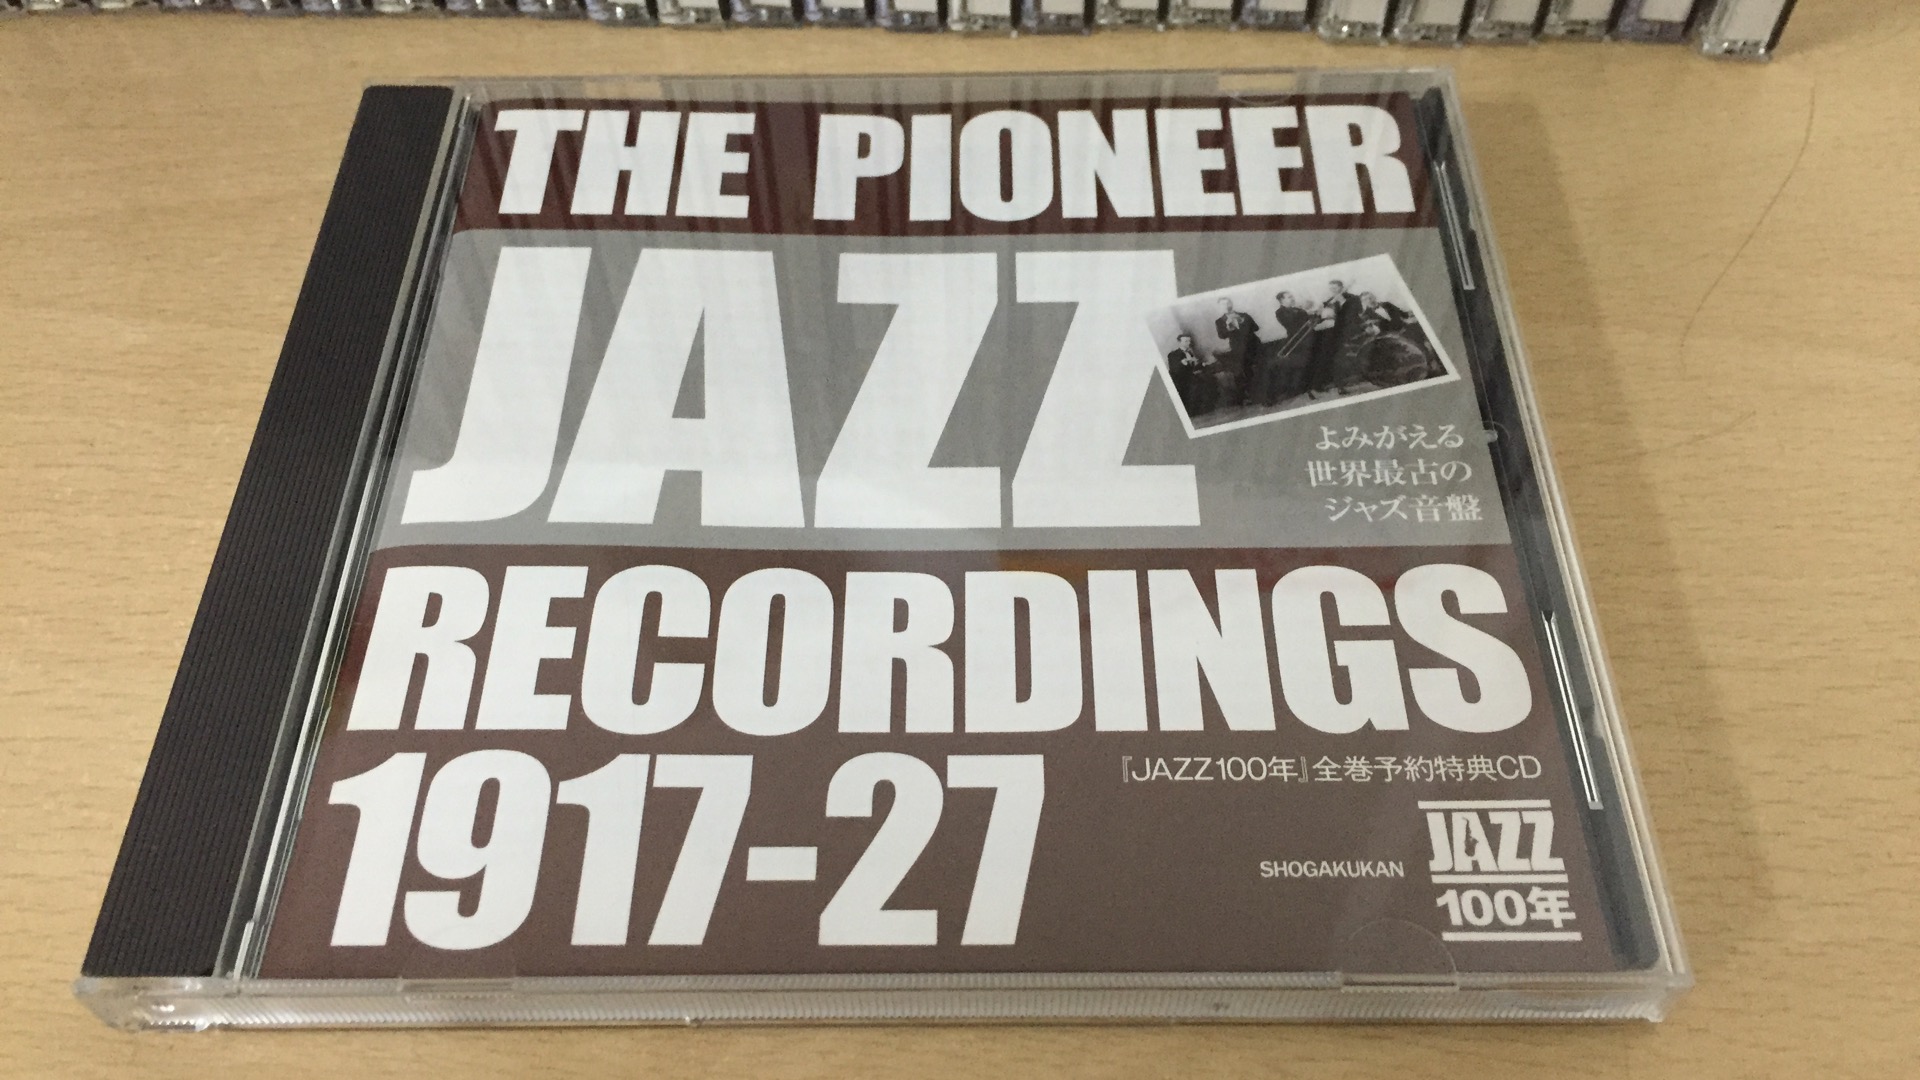 THE PIONEER
JAZZ
よみがえる
世界最古の
ジャズ音盤
RECORDINGS
1917-27
『JAZZ100年』全巻予約特典CD
SHOGAKUKAN
JAZZ
100年